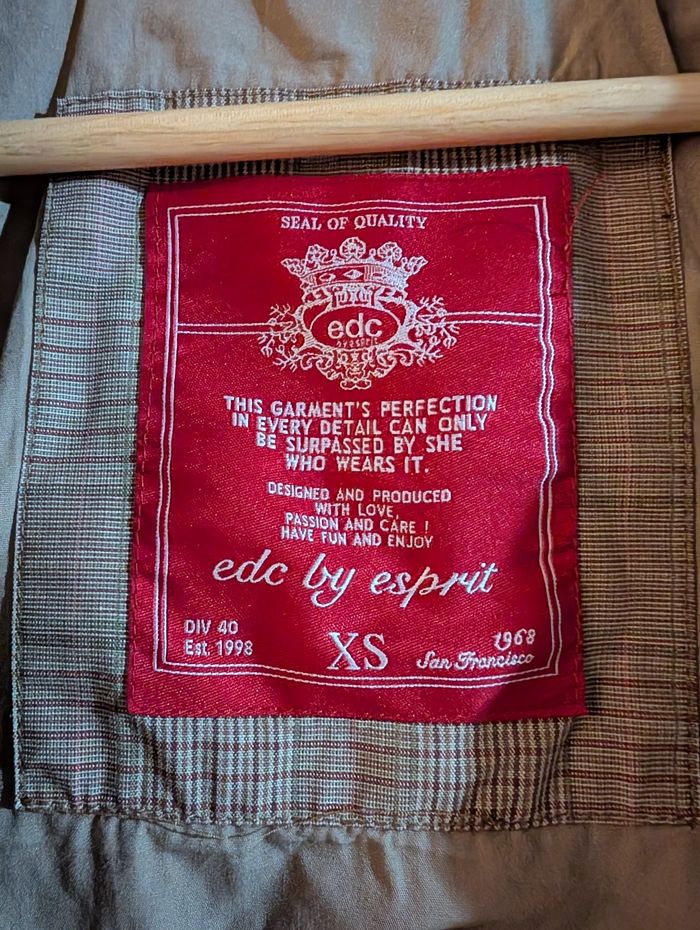 SEAL OF QUALITY
edc
by esprit
THIS GARMENT'S PERFECTION
IN EVERY DETAIL CAN ONLY
BE SURPASSED BY SHE
WHO WEARS IT.
DESIGNED AND PRODUCED
WITH LOVE,
PASSION AND CARE !
HAVE FUN AND ENJOY
edc by esprit
DIV 40
Est. 1998
XS
1968
San Francisco